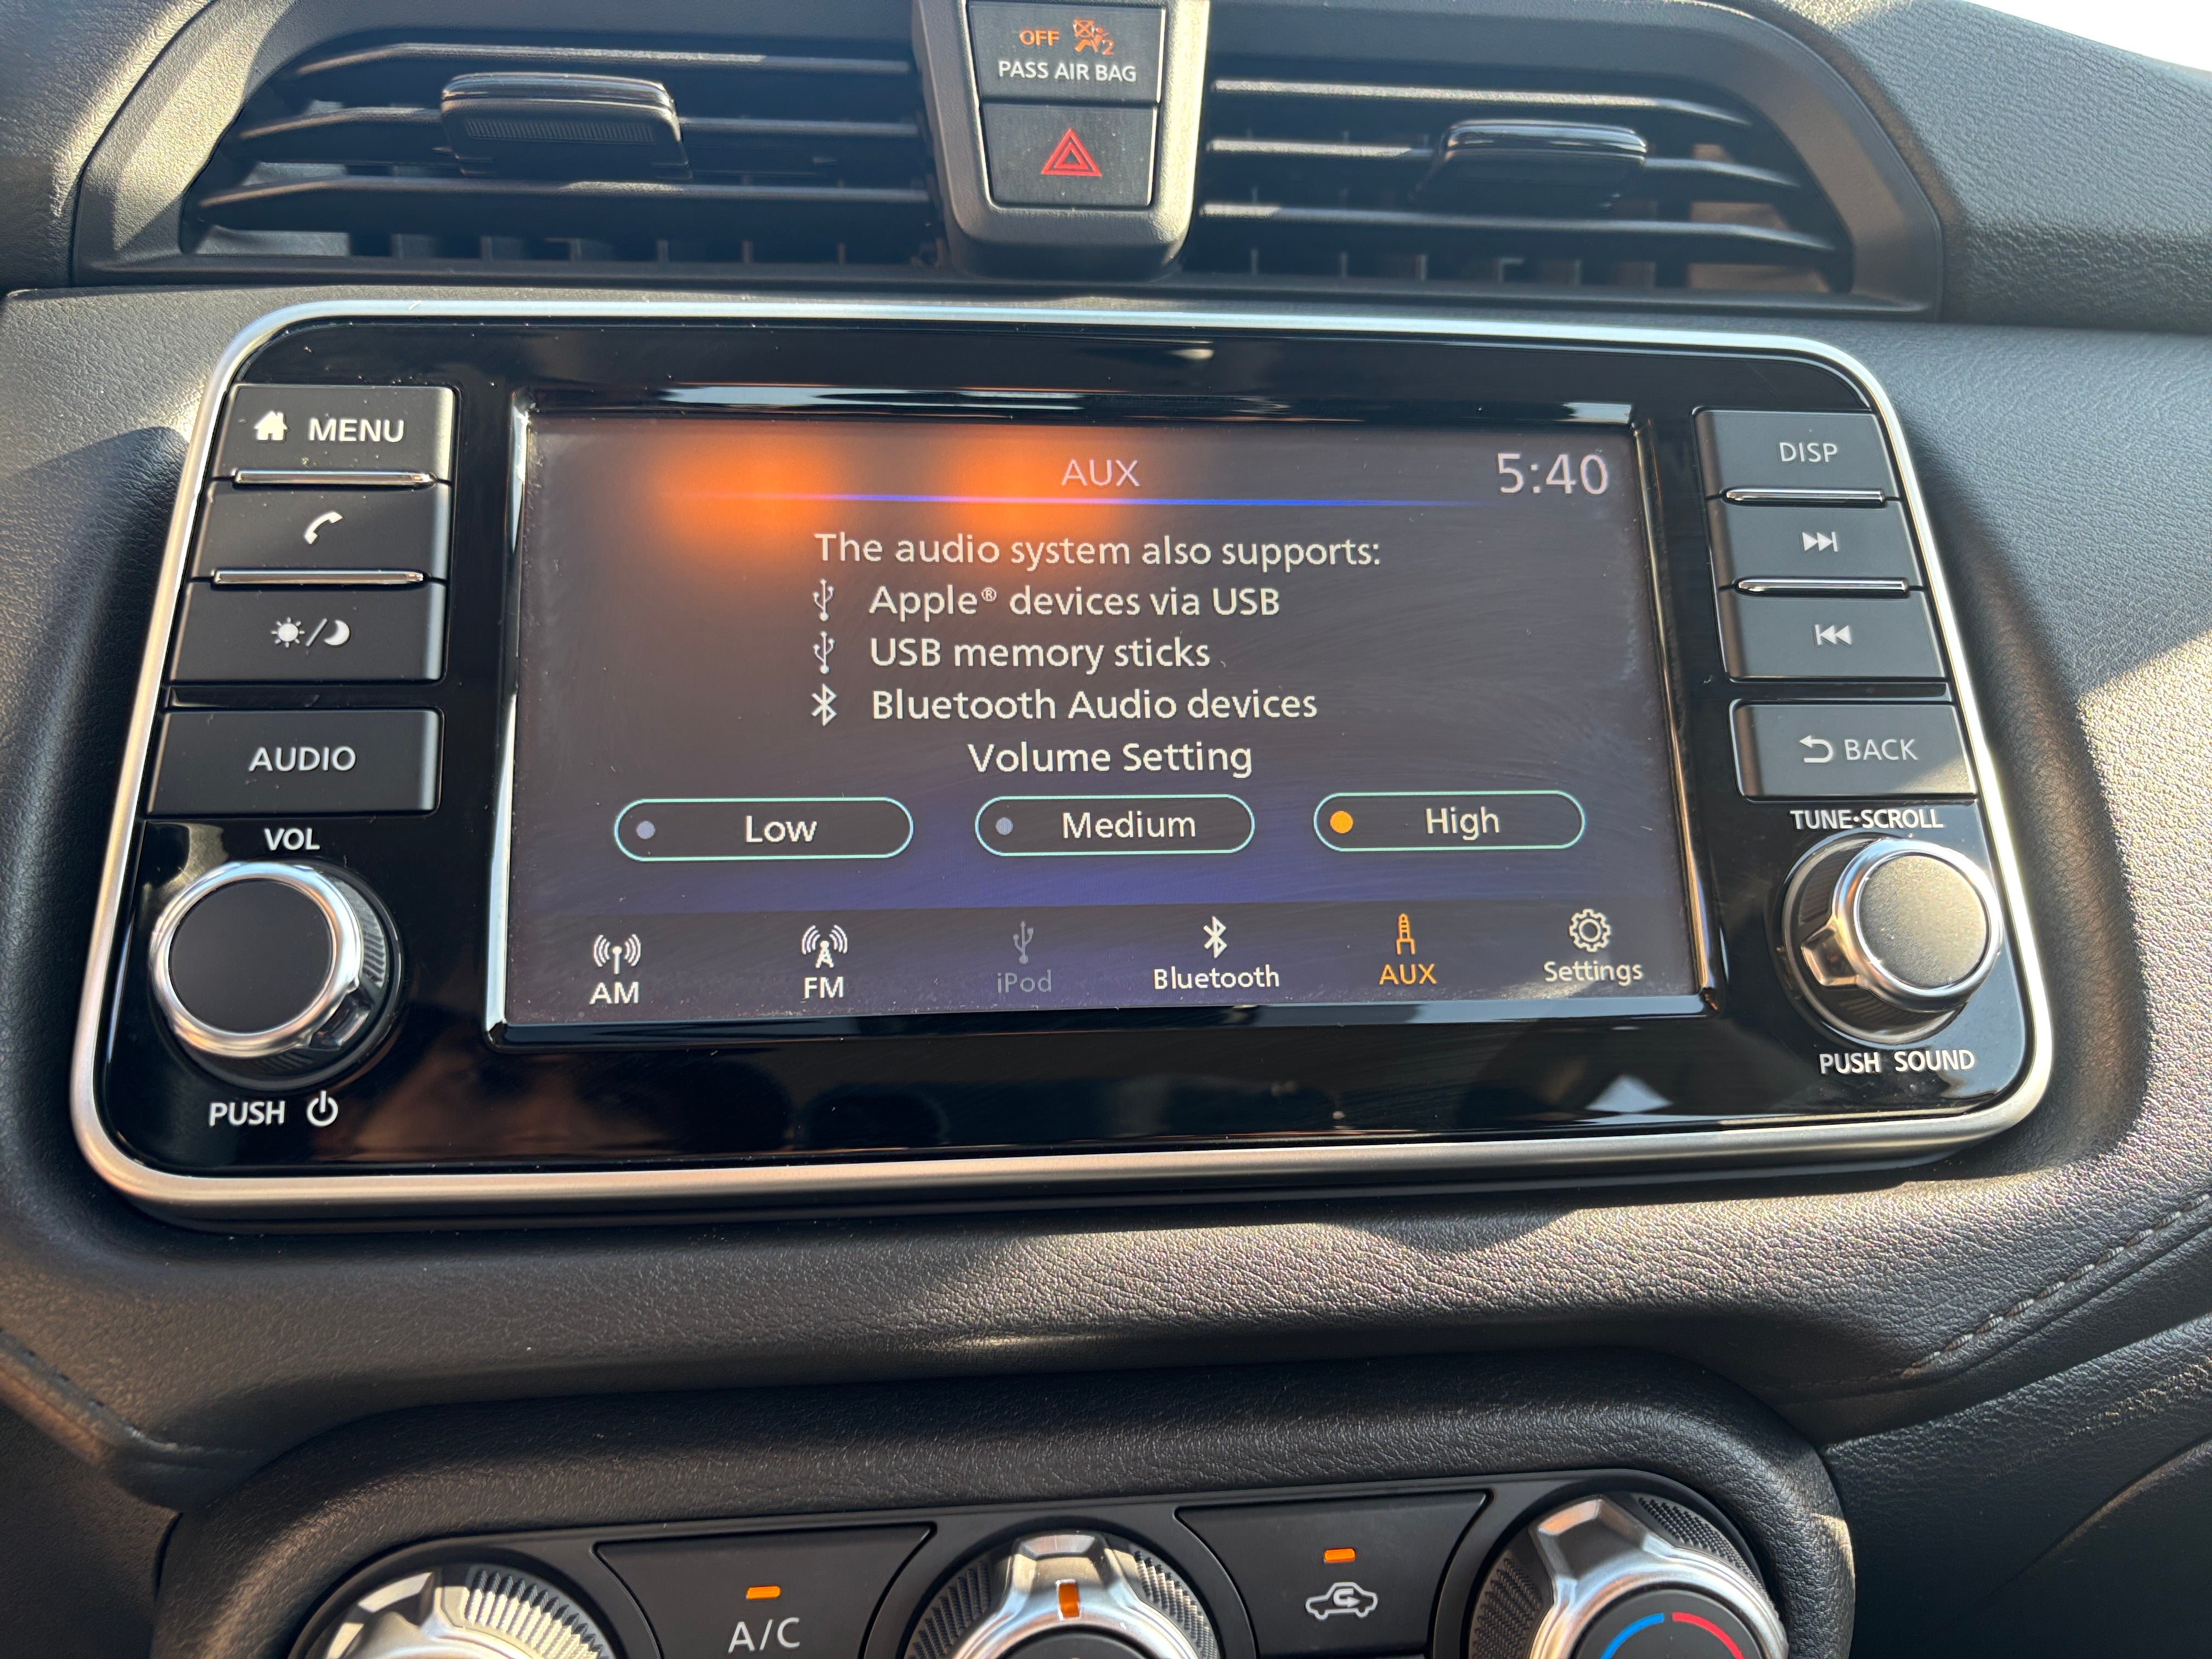 OFF 2
PASS AIR BAG
MENU
AUDIO
VOL
PUSH
AUX
5:40
The audio system also supports:
Apple® devices via USB
USB memory sticks
Bluetooth Audio devices
Volume Setting
Low
Medium
High
AM
FM
iPod
Bluetooth
AUX
Settings
DISP
BACK
TUNE•SCROLL
PUSH SOUND
A/C